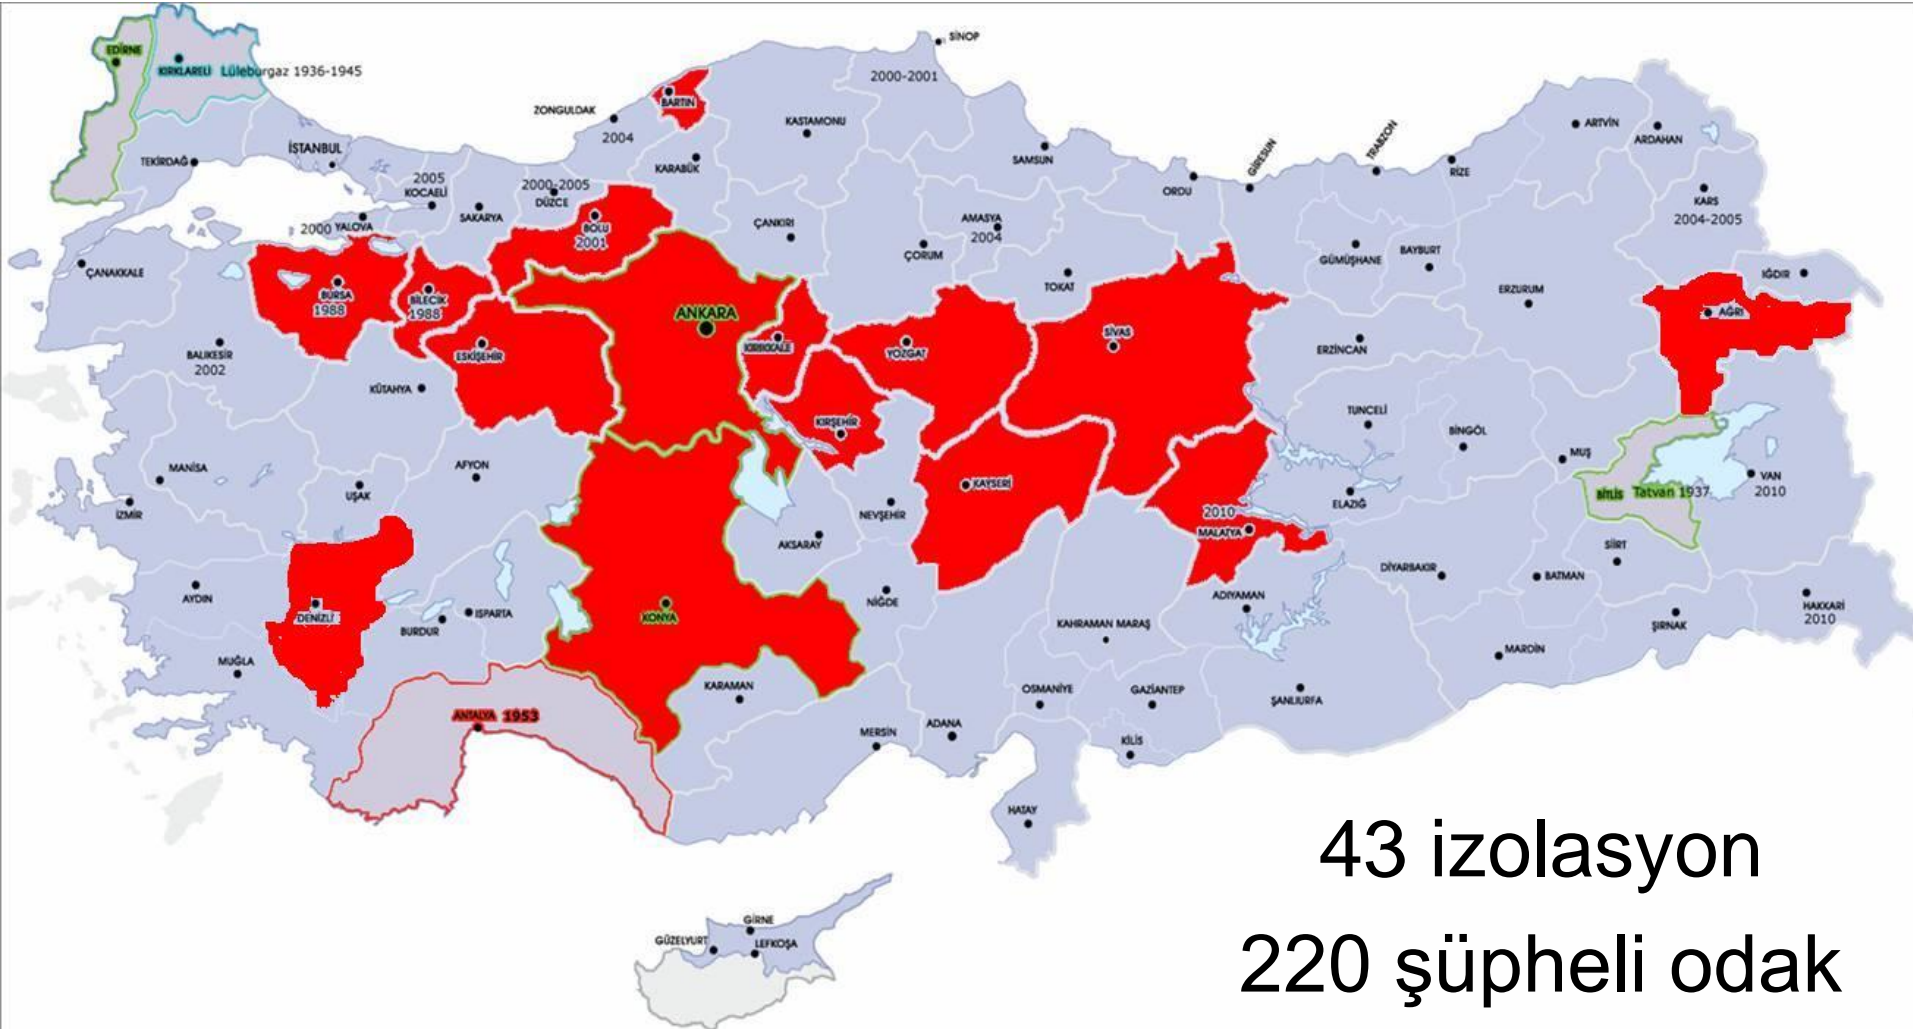 SİNOP
EDİRNE
2000-2001
KIRKLARELİ Lüleburgaz 1936-1945
BARTIN
ZONGULDAK
2004
KASTAMONU
ARTVİN
ARDAHAN
İSTANBUL
TEKİRDAĞ
KARABÜK
SAMSUN
GİRESUN
TRABZON
RİZE
ORDU
2005
KOCAELİ
2000-2005
DÜZCE
SAKARYA
KARS
2004-2005
2000 YALOVA
BOLU
2001
ÇANKIRI
AMASYA
2004
ÇORUM
GÜMÜŞHANE
BAYBURT
ÇANAKKALE
TOKAT
IĞDIR
ERZURUM
BURSA
1988
BİLECİK
1988
ANKARA
AĞRI
SİVAS
BALIKESİR
2002
ESKİŞEHİR
KIRIKKALE
YOZGAT
ERZİNCAN
KÜTAHYA
KIRŞEHİR
TUNCELİ
BİNGÖL
MUŞ
MANİSA
AFYON
UŞAK
KAYSERİ
VAN
2010
BİTLİS Tatvan 1937
İZMİR
NEVŞEHİR
2010
MALATYA
ELAZIĞ
AKSARAY
SİİRT
DİYARBAKIR
BATMAN
AYDIN
NİĞDE
ADIYAMAN
HAKKARİ
2010
DENİZLİ
BURDUR
ISPARTA
KONYA
KAHRAMAN MARAŞ
ŞIRNAK
MARDİN
MUĞLA
KARAMAN
OSMANİYE
GAZİANTEP
ŞANLIURFA
ANTALYA 1953
MERSİN
ADANA
KİLİS
HATAY
43 izolasyon
220 şüpheli odak
GİRNE
GÜZELYURT
LEFKOŞA